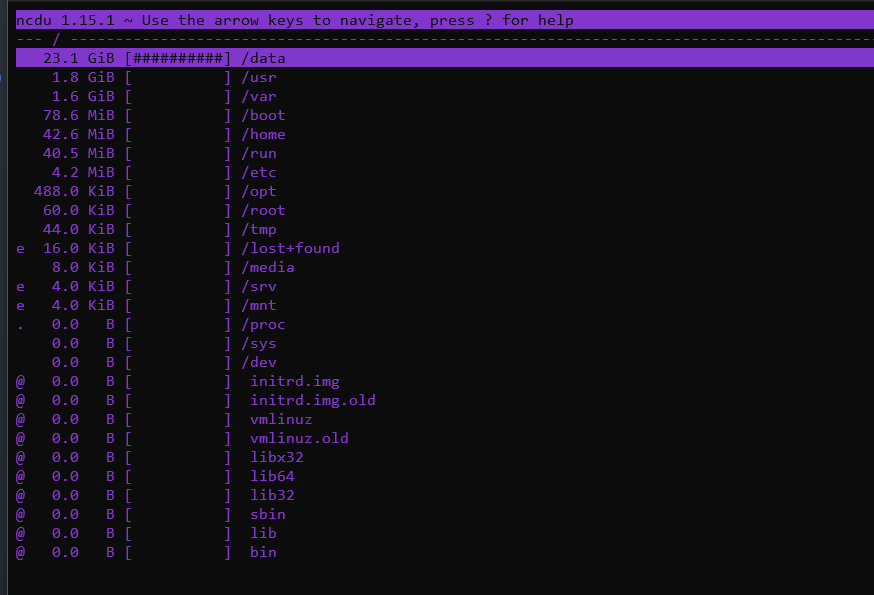 ncdu 1.15.1 ~ Use the arrow keys to navigate, press ? for help
--- / -----------------------------------------------------------------------------------------
   23.1 GiB [##########] /data
    1.8 GiB [          ] /usr
    1.6 GiB [          ] /var
   78.6 MiB [          ] /boot
   42.6 MiB [          ] /home
   40.5 MiB [          ] /run
    4.2 MiB [          ] /etc
  488.0 KiB [          ] /opt
   60.0 KiB [          ] /root
   44.0 KiB [          ] /tmp
e  16.0 KiB [          ] /lost+found
    8.0 KiB [          ] /media
e   4.0 KiB [          ] /srv
e   4.0 KiB [          ] /mnt
.   0.0   B [          ] /proc
    0.0   B [          ] /sys
    0.0   B [          ] /dev
@   0.0   B [          ]  initrd.img
@   0.0   B [          ]  initrd.img.old
@   0.0   B [          ]  vmlinuz
@   0.0   B [          ]  vmlinuz.old
@   0.0   B [          ]  libx32
@   0.0   B [          ]  lib64
@   0.0   B [          ]  lib32
@   0.0   B [          ]  sbin
@   0.0   B [          ]  lib
@   0.0   B [          ]  bin